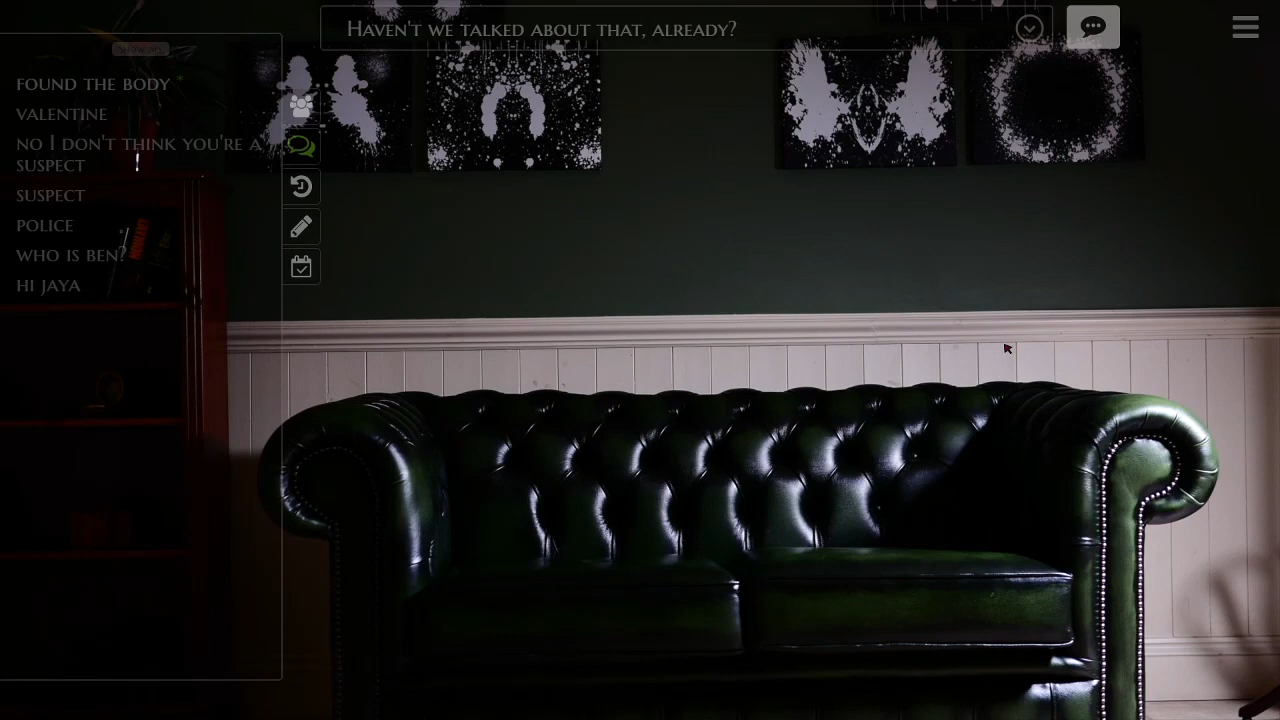 Haven't we talked about that, already?
FOUND THE BODY *
VALENTINE
NO I DON'T THINK YOU'RE A
SUSPECT
SUSPECT
POLICE
WHO IS BEN?
HI JAYA